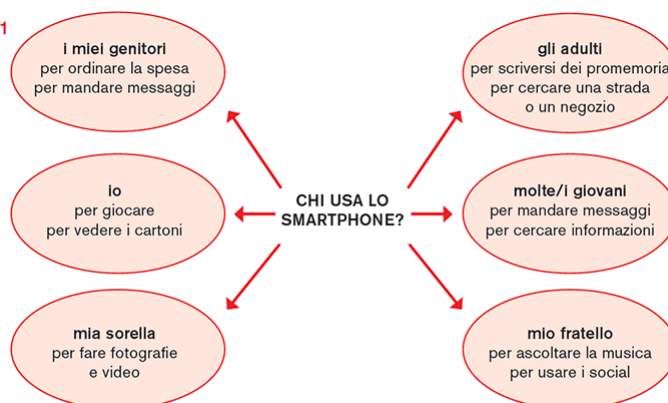 1
i miei genitori
per ordinare la spesa
per mandare messaggi
gli adulti
per scriversi dei promemoria
per cercare una strada
o un negozio
io
per giocare
per vedere i cartoni
CHI USA LO
SMARTPHONE?
molte/i giovani
per mandare messaggi
per cercare informazioni
mia sorella
per fare fotografie
e video
mio fratello
per ascoltare la musica
per usare i social